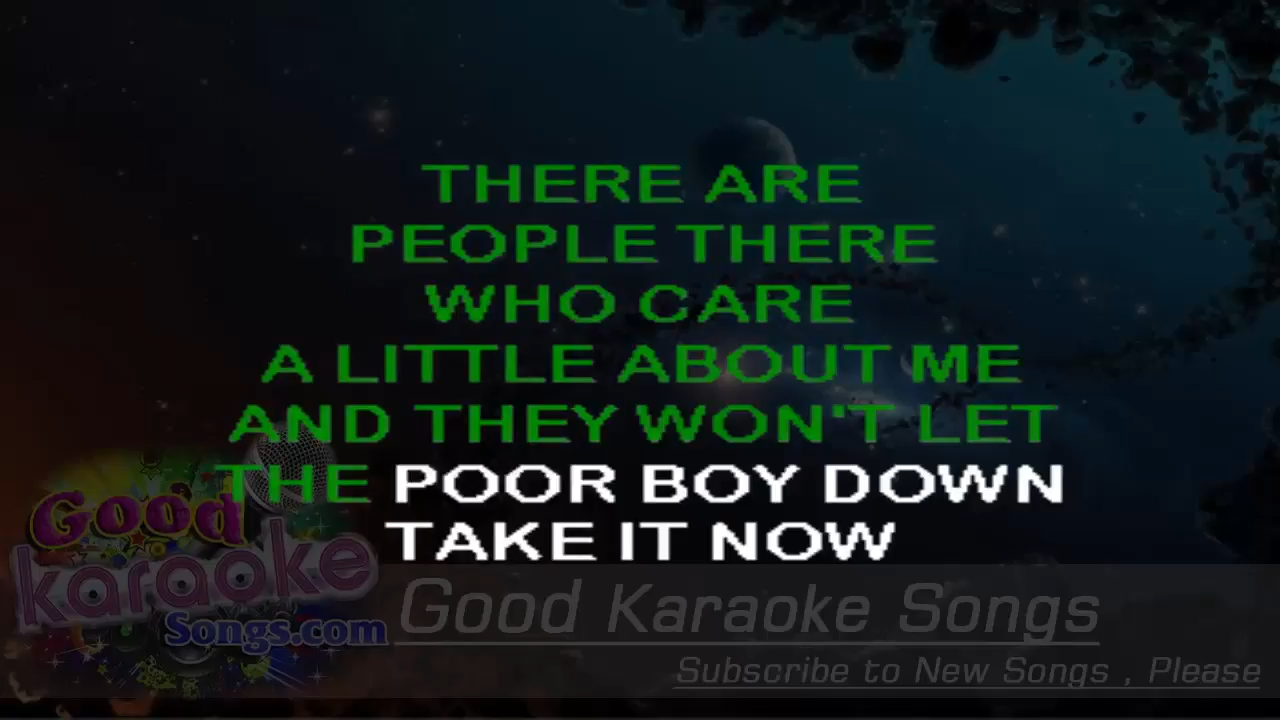 THERE ARE
PEOPLE THERE
WHO CARE
A LITTLE ABOUT ME
AND THEY WON'T LET
THE POOR BOY DOWN
TAKE IT NOW
Good
karaoke
Songs.com
Good Karaoke Songs
Subscribe to New Songs , Please